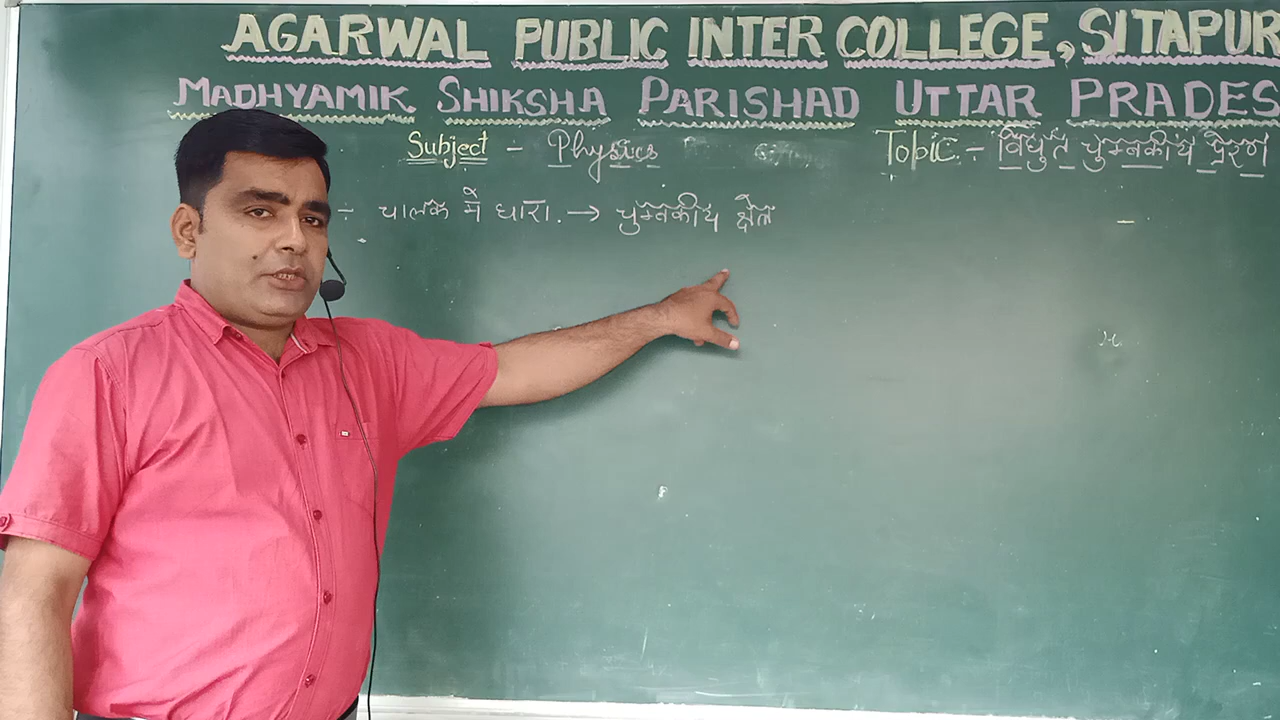 AGARWAL PUBLIC INTER COLLEGE, SITAPUR
MADHYAMIK SHIKSHA PARISHAD UTTAR PRADES
Subject - Physics
Topic :- विद्युत चुम्बकीय प्रेरण
÷ चालक में धारा. → चुम्बकीय क्षेत्र